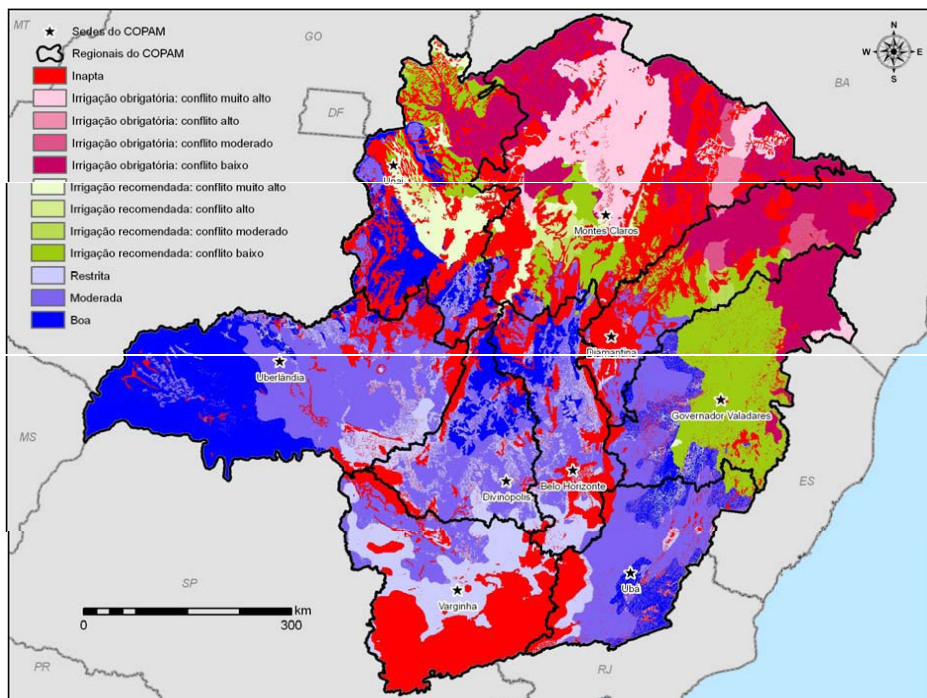 Sedes do COPAM
Regionais do COPAM
Inapta
Irrigação obrigatória: conflito muito alto
Irrigação obrigatória: conflito alto
Irrigação obrigatória: conflito moderado
Irrigação obrigatória: conflito baixo
Irrigação recomendada: conflito muito alto
Irrigação recomendada: conflito alto
Irrigação recomendada: conflito moderado
Irrigação recomendada: conflito baixo
Restrita
Moderada
Boa
MT
GO
DF
BA
N
W E
S
Unaí
Montes Claros
Diamantina
Uberlândia
Governador Valadares
MS
ES
Divinópolis
Belo Horizonte
SP
Ubá
Varginha
km
0 300
PR
RJ